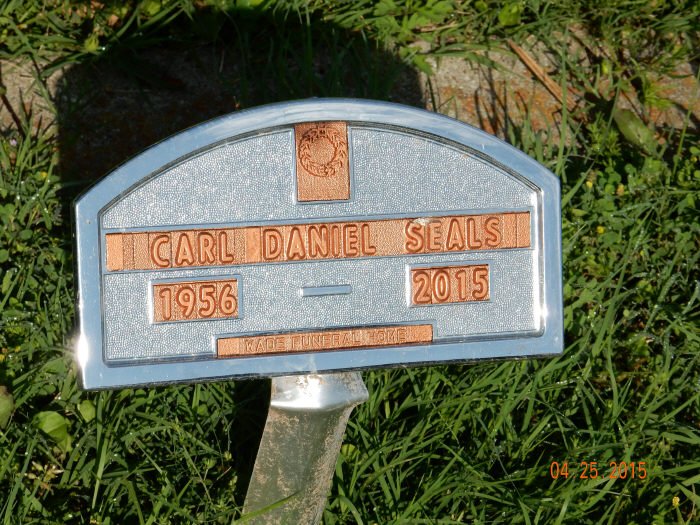 CARL DANIEL SEALS
1956 — 2015
WADE FUNERAL HOME
04.25.2015